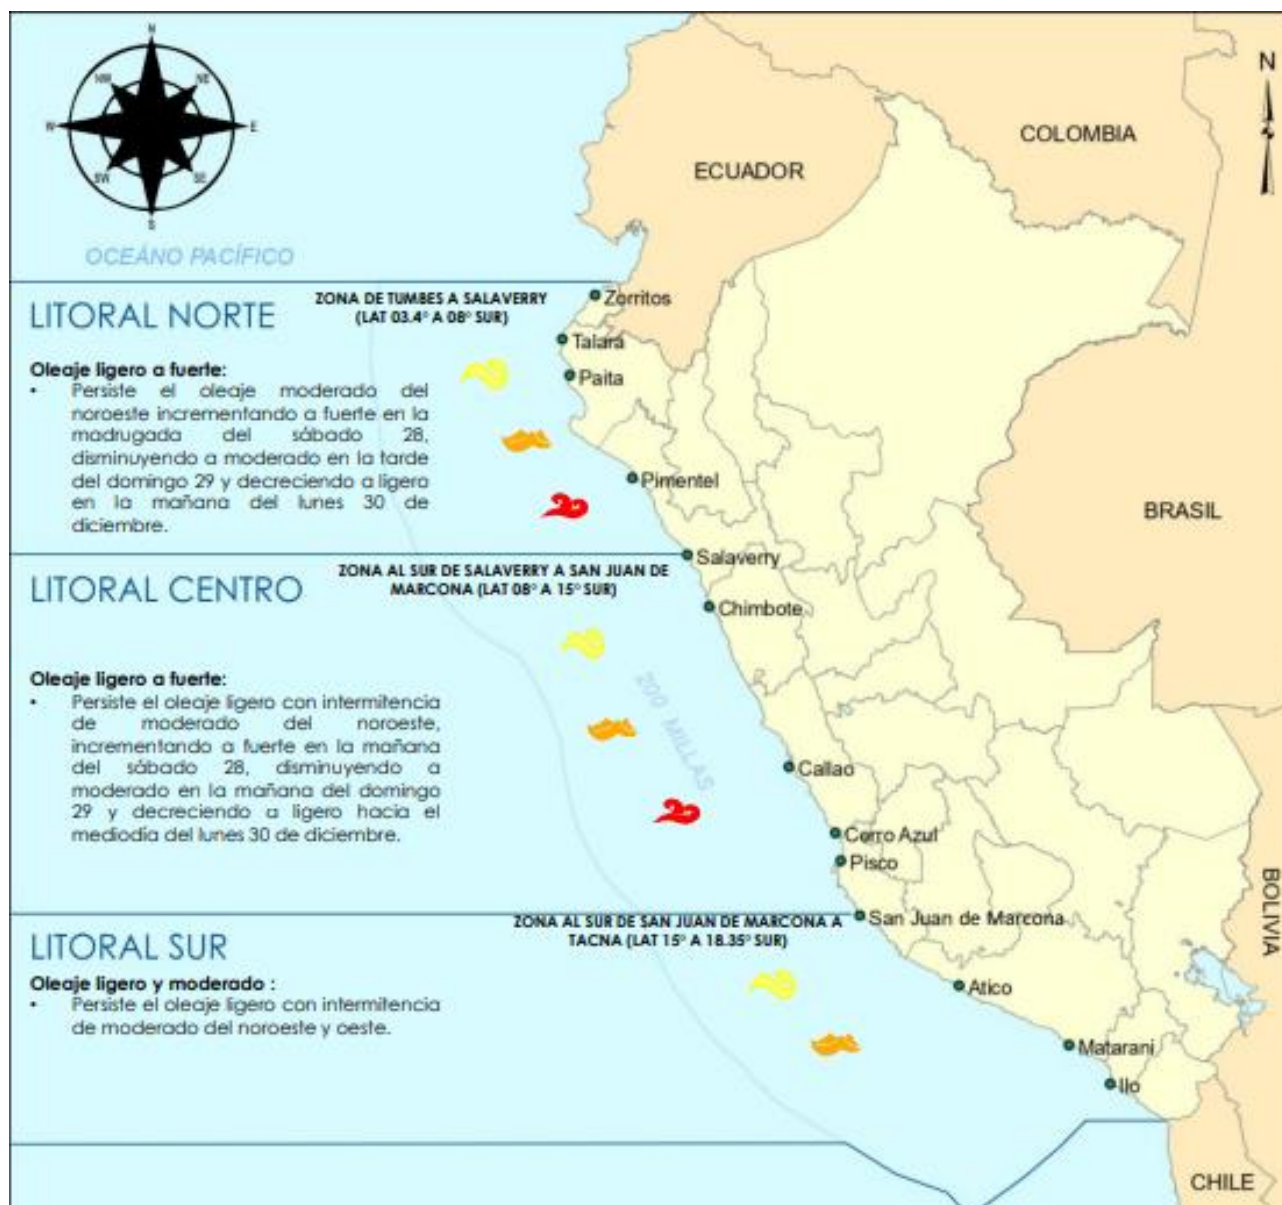 N
NW
NE
W
E
SW
SE
S
N
COLOMBIA
ECUADOR
OCEÁNO PACÍFICO
LITORAL NORTE
ZONA DE TUMBES A SALAVERRY
(LAT 03.4° A 08° SUR)
Zorritos
Talara
Paita
Oleaje ligero a fuerte:
• Persiste el oleaje moderado del
noroeste incrementando a fuerte en la
madrugada del sábado 28,
disminuyendo a moderado en la tarde
del domingo 29 y decreciendo a ligero
en la mañana del lunes 30 de
diciembre.
Pimentel
BRASIL
Salaverry
LITORAL CENTRO
ZONA AL SUR DE SALAVERRY A SAN JUAN DE
MARCONA (LAT 08° A 15° SUR)
Chimbote
Oleaje ligero a fuerte:
• Persiste el oleaje ligero con intermitencia
de moderado del noroeste,
incrementando a fuerte en la mañana
del sábado 28, disminuyendo a
moderado en la mañana del domingo
29 y decreciendo a ligero hacia el
mediodía del lunes 30 de diciembre.
200 MILLAS
Callao
Cerro Azul
Pisco
San Juan de Marcona
BOLIVIA
LITORAL SUR
ZONA AL SUR DE SAN JUAN DE MARCONA A
TACNA (LAT 15° A 18.35° SUR)
Oleaje ligero y moderado :
• Persiste el oleaje ligero con intermitencia
de moderado del noroeste y oeste.
Atico
Matarani
Ilo
CHILE